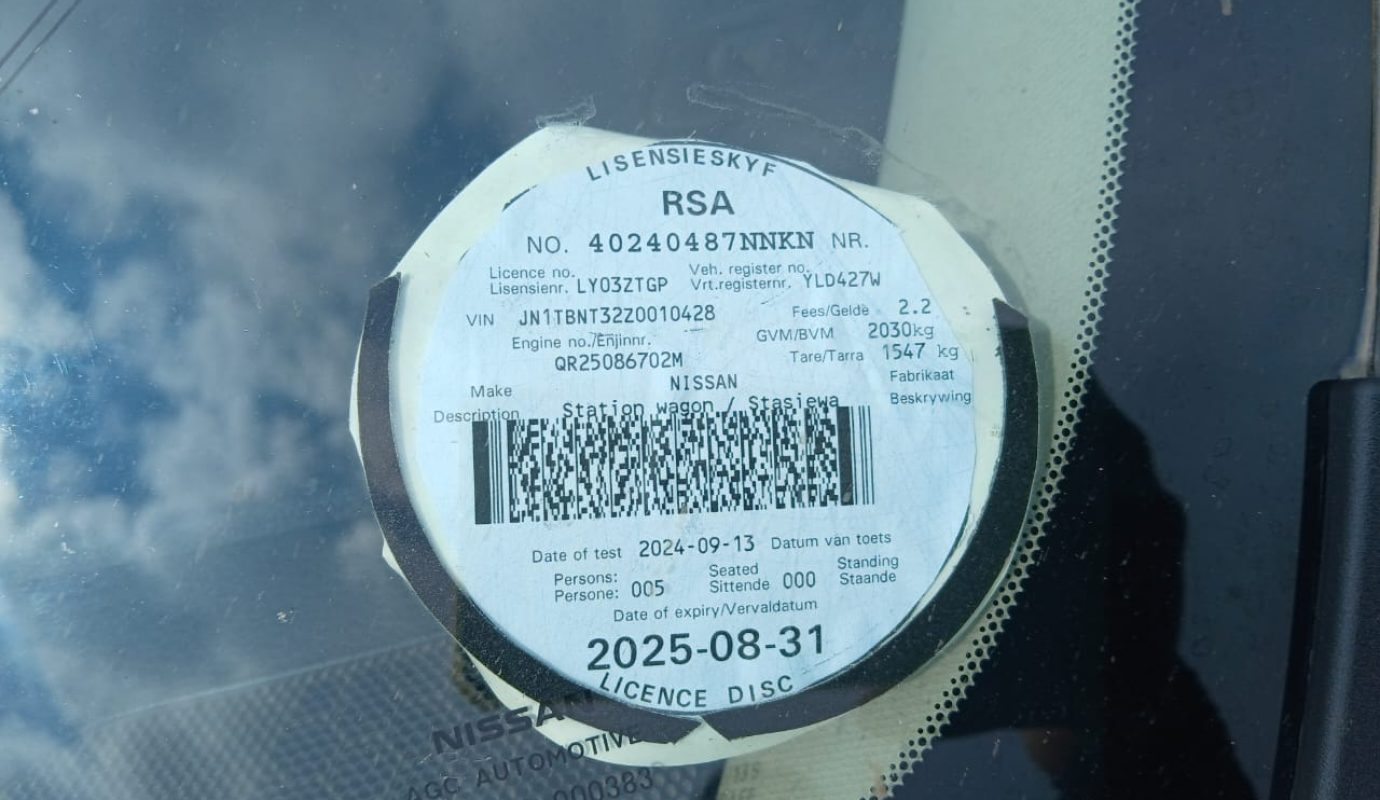 LISENSIESKYF
RSA
NO. 40240487NNKN NR.
Licence no. Veh. register no.
Lisensienr. LY03ZTGP Vrt.registernr. YLD427W
VIN JN1TBNT32Z0010428 Fees/Gelde 2.2
Engine no./Enjinnr. GVM/BVM 2030kg
QR25086702M Tare/Tarra 1547 kg
Make NISSAN Fabrikaat
Description Station wagon / Stasiewa Beskrywing
Date of test 2024-09-13 Datum van toets
Persons: Seated Standing
Persone: 005 Sittende 000 Staande
Date of expiry/Vervaldatum
2025-08-31
LICENCE DISC
NISSAN
AGC AUTOMOTIVE
000383